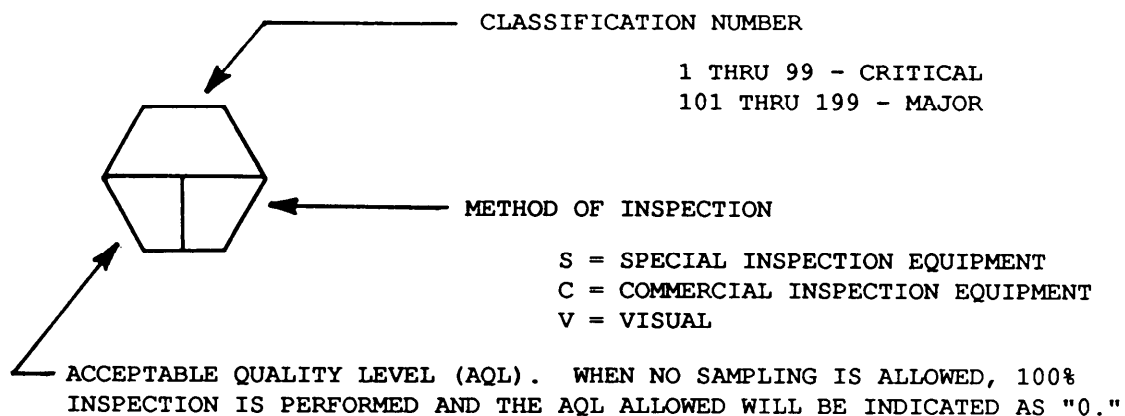 CLASSIFICATION NUMBER
1 THRU 99 - CRITICAL
101 THRU 199 - MAJOR
METHOD OF INSPECTION
S = SPECIAL INSPECTION EQUIPMENT
C = COMMERCIAL INSPECTION EQUIPMENT
V = VISUAL
ACCEPTABLE QUALITY LEVEL (AQL). WHEN NO SAMPLING IS ALLOWED, 100%
INSPECTION IS PERFORMED AND THE AQL ALLOWED WILL BE INDICATED AS "0."